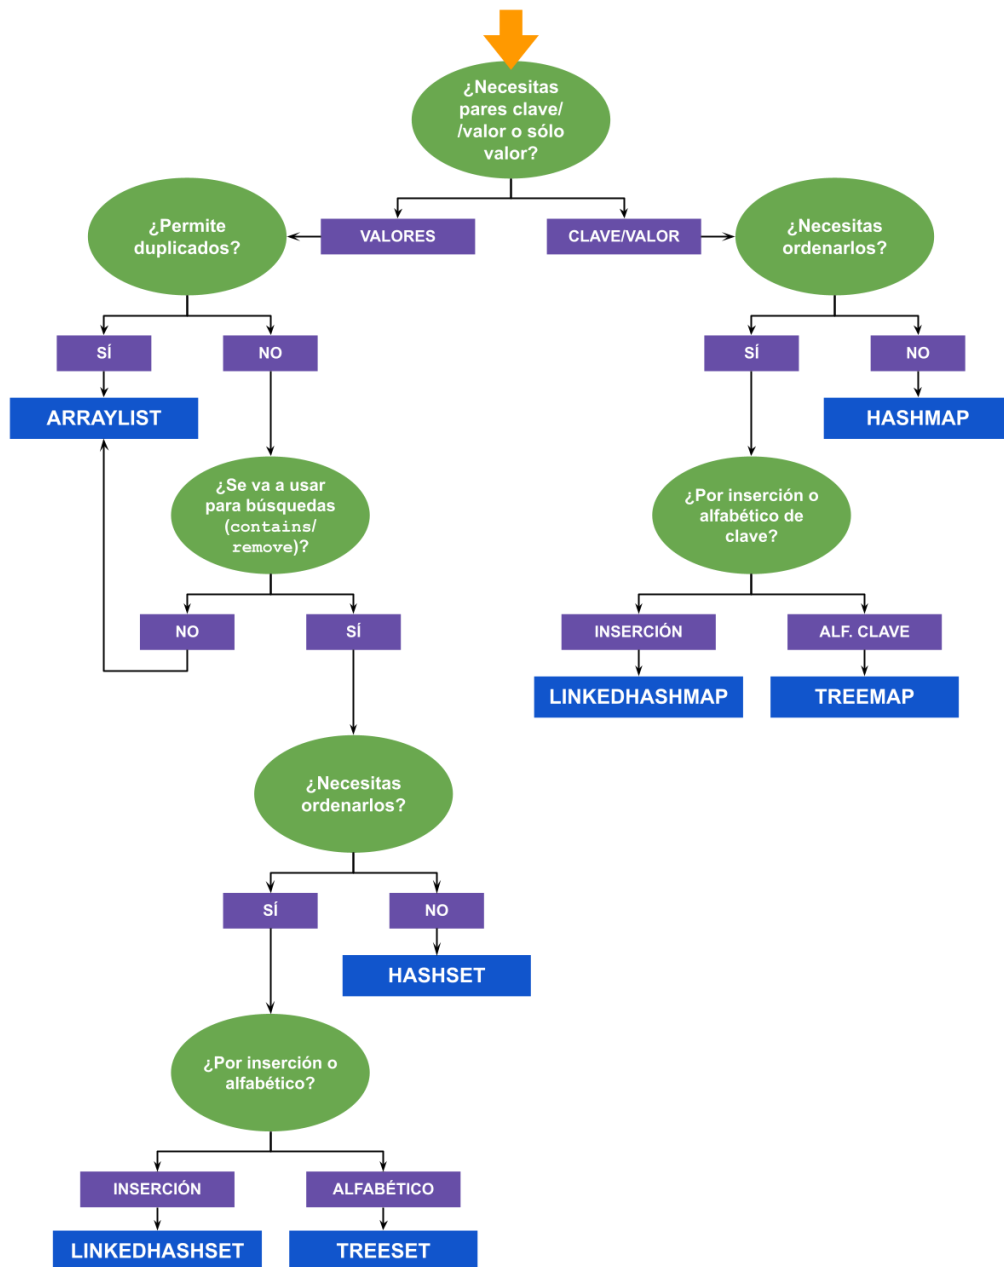 ¿Necesitas
pares clave/
/valor o sólo
valor?
VALORES
CLAVE/VALOR
¿Permite
duplicados?
¿Necesitas
ordenarlos?
SÍ
NO
SÍ
NO
ARRAYLIST
HASHMAP
¿Se va a usar
para búsquedas
(contains/
remove)?
¿Por inserción o
alfabético de
clave?
NO
SÍ
INSERCIÓN
ALF. CLAVE
LINKEDHASHMAP
TREEMAP
¿Necesitas
ordenarlos?
SÍ
NO
HASHSET
¿Por inserción o
alfabético?
INSERCIÓN
ALFABÉTICO
LINKEDHASHSET
TREESET